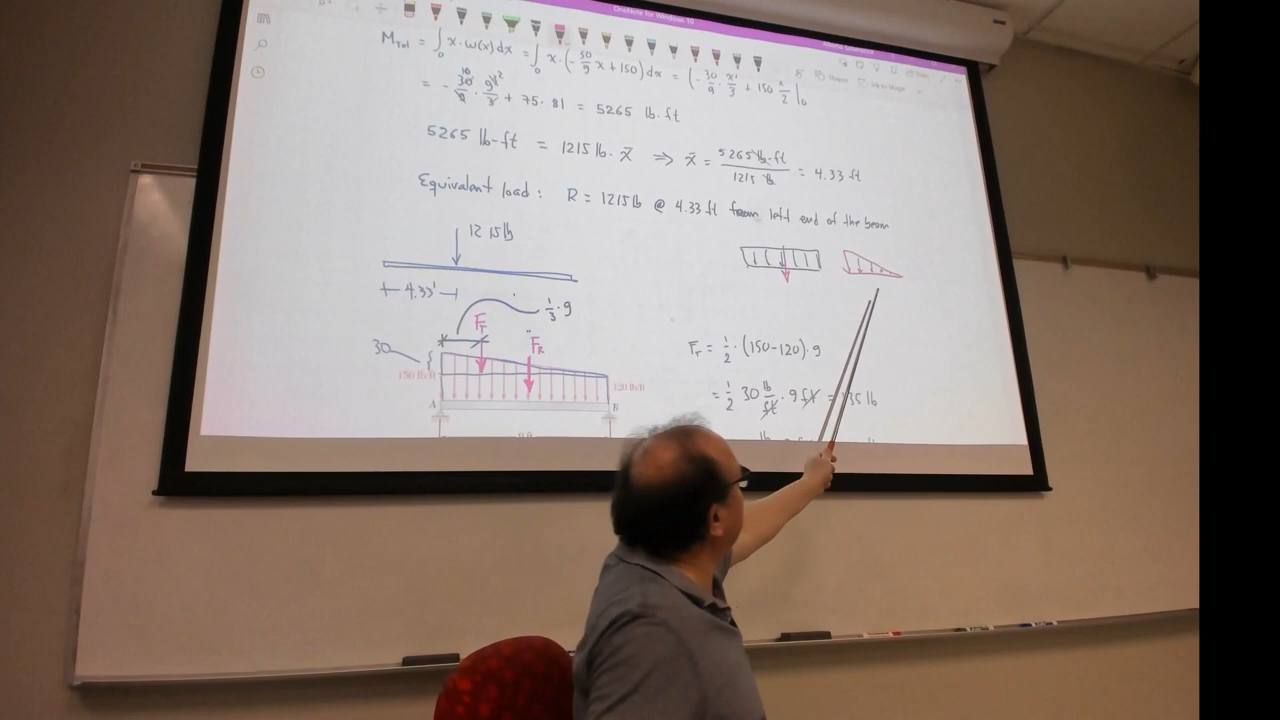 OneNote for Windows 10
M_Tot = ∫₀ x·ω(x)dx = ∫₀ x·(-30/9 x + 150)dx = (-30/9 · x³/3 + 150 x²/2 |₀
= -30/9 · 9³/3 + 75·81 = 5265 lb·ft
5265 lb-ft = 1215 lb · x̄ ⇒ x̄ = 5265 lb-ft / 1215 lb = 4.33 ft
Equivalent load: R = 1215 lb @ 4.33 ft from left end of the beam
1215 lb
4.33'
1/3 · 9
F_T
F_R
30
150 lb/ft
120 lb/ft
A
B
F_T = 1/2 · (150-120) · 9
= 1/2 30 lb/ft · 9 ft = 135 lb